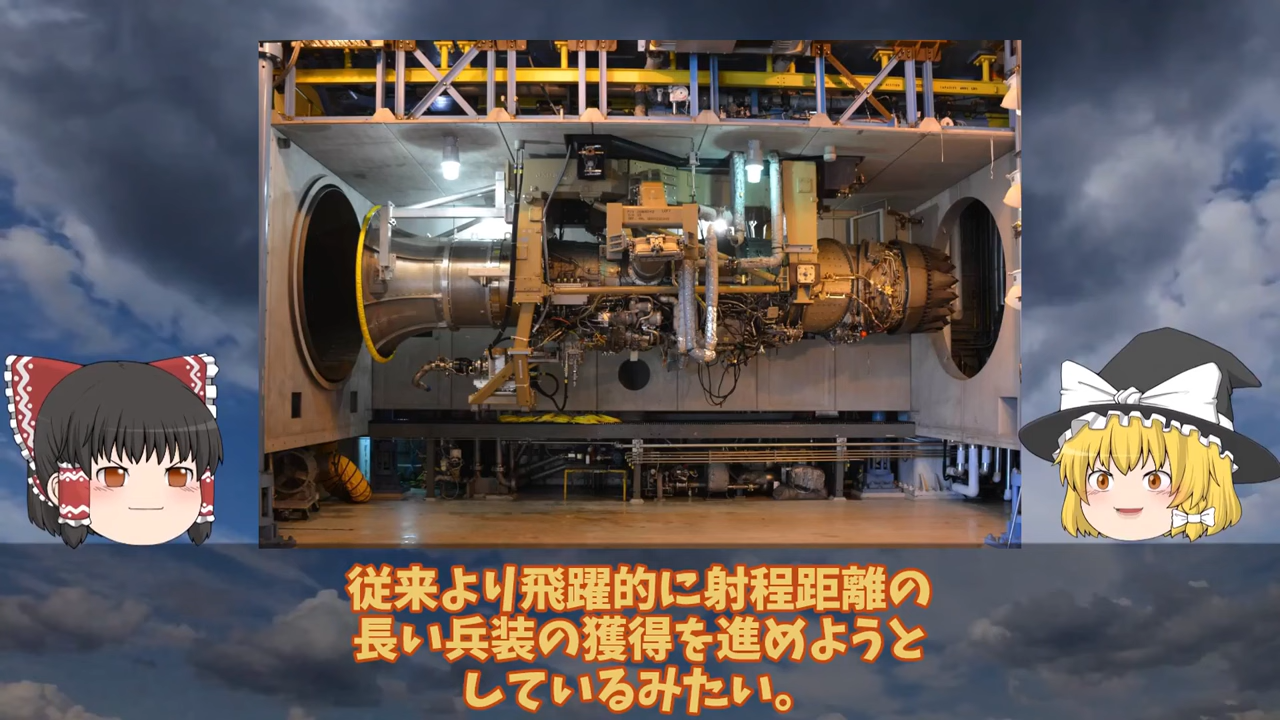 従来より飛躍的に射程距離の
長い兵装の獲得を進めようと
しているみたい。